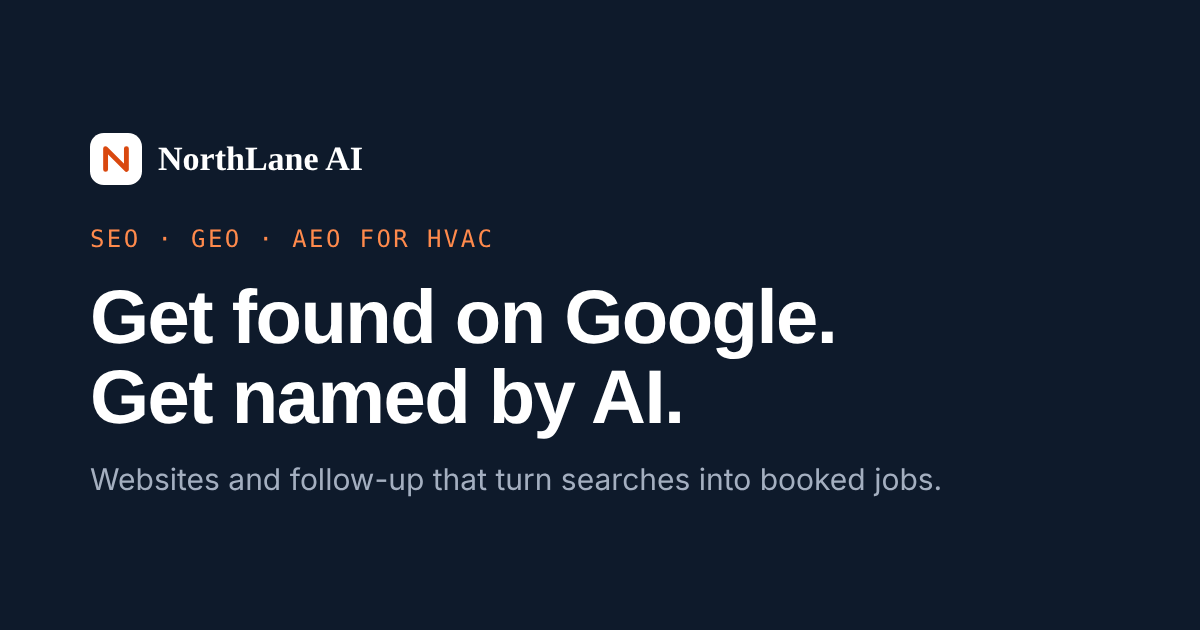 NorthLane AI
SEO · GEO · AEO FOR HVAC
Get found on Google.
Get named by AI.
Websites and follow-up that turn searches into booked jobs.